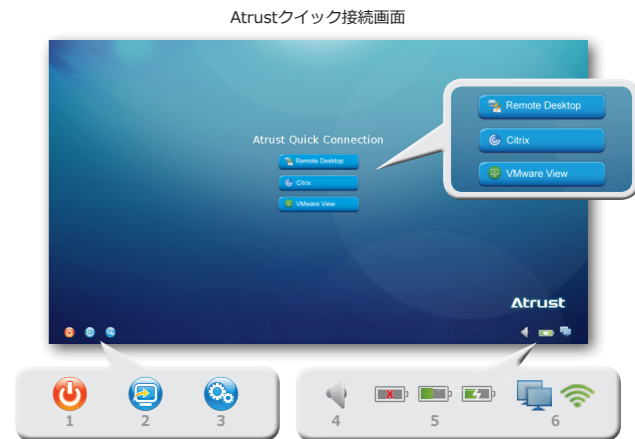 Atrustクイック接続画面
Atrust Quick Connection
Remote Desktop
Citrix
VMware View
Remote Desktop
Citrix
VMware View
Atrust
1 2 3 4 5 6